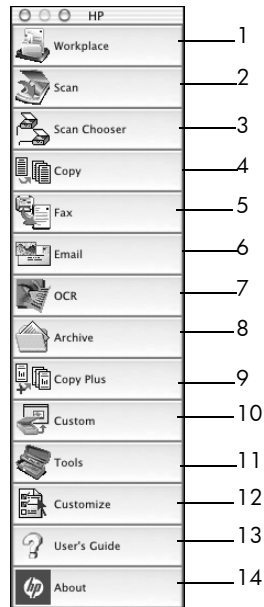 HP
Workplace 1
Scan 2
Scan Chooser 3
Copy 4
Fax 5
Email 6
OCR 7
Archive 8
Copy Plus 9
Custom 10
Tools 11
Customize 12
User's Guide 13
hp About 14